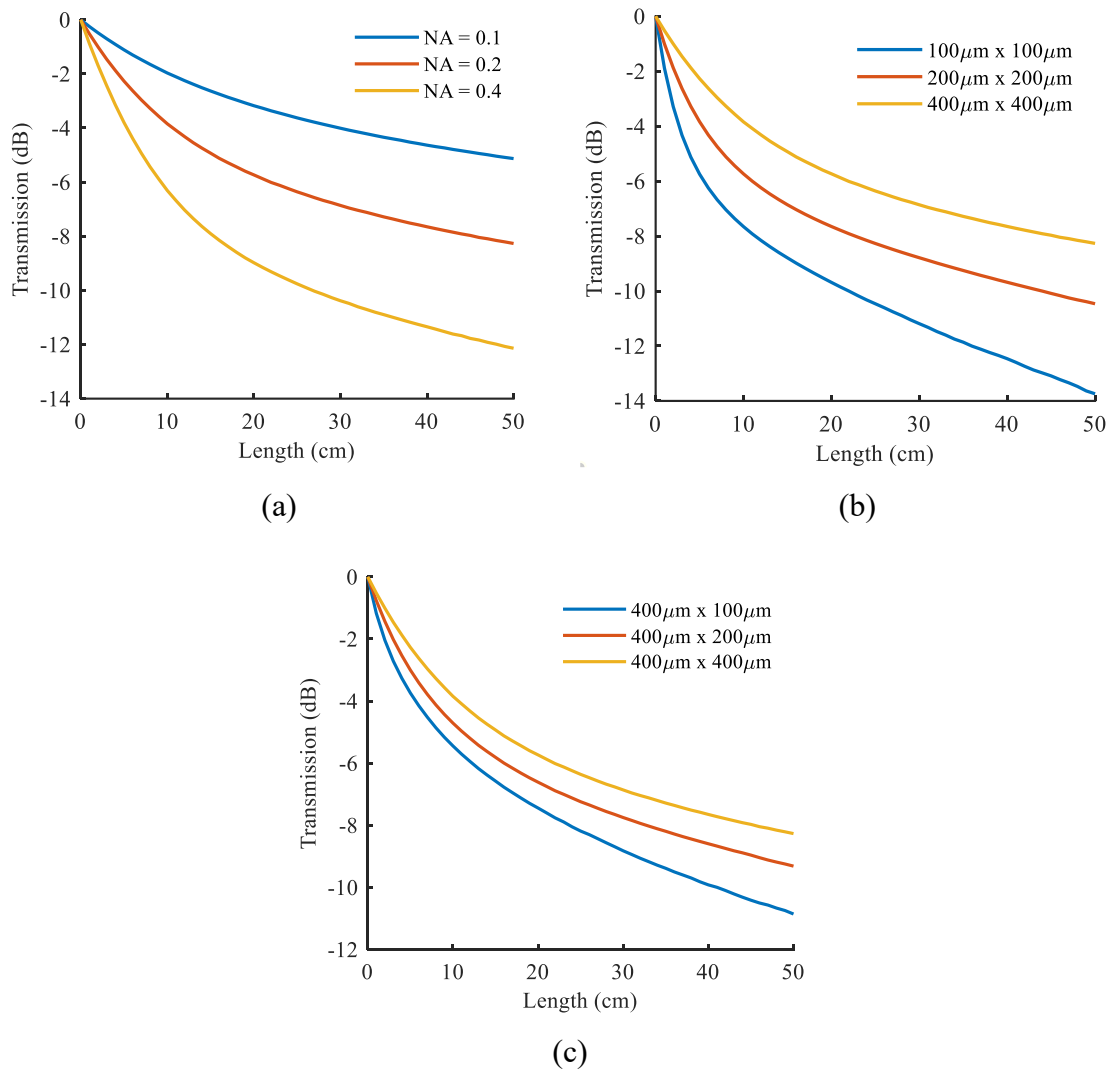 0
-2
-4
-6
-8
-10
-12
-14
Transmission (dB)
NA = 0.1
NA = 0.2
NA = 0.4
0 10 20 30 40 50
Length (cm)
(a)
0
-2
-4
-6
-8
-10
-12
-14
Transmission (dB)
100μm x 100μm
200μm x 200μm
400μm x 400μm
0 10 20 30 40 50
Length (cm)
(b)
0
-2
-4
-6
-8
-10
-12
Transmission (dB)
400μm x 100μm
400μm x 200μm
400μm x 400μm
0 10 20 30 40 50
Length (cm)
(c)